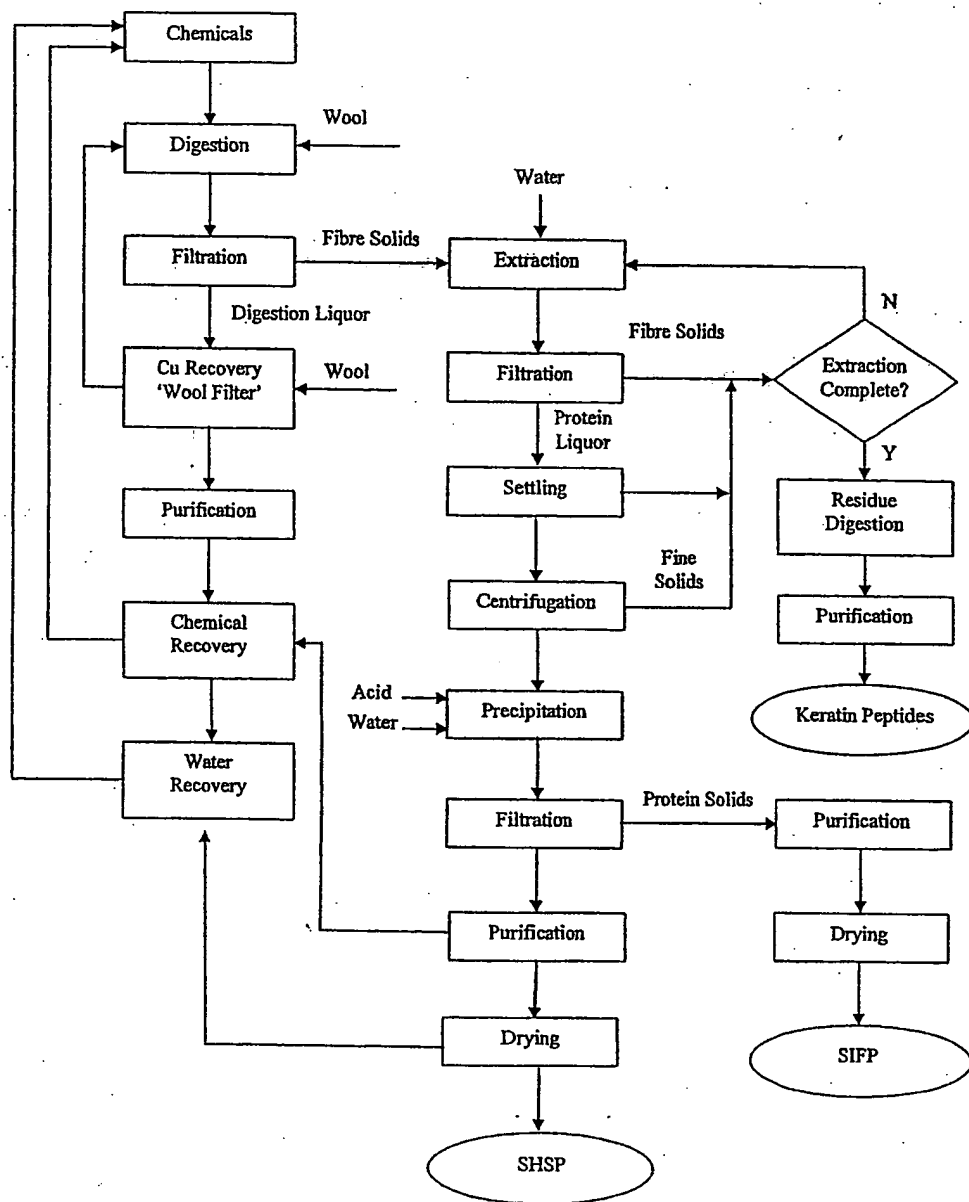 Chemicals
Wool
Digestion
Water
Fibre Solids
Filtration
Extraction
N
Digestion Liquor
Fibre Solids
Cu Recovery
'Wool Filter'
Wool
Filtration
Extraction
Complete?
Protein
Liquor
Y
Purification
Settling
Residue
Digestion
Fine
Solids
Chemical
Recovery
Centrifugation
Purification
Acid
Water
Precipitation
Keratin Peptides
Water
Recovery
Protein Solids
Filtration
Purification
Purification
Drying
Drying
SIFP
SHSP